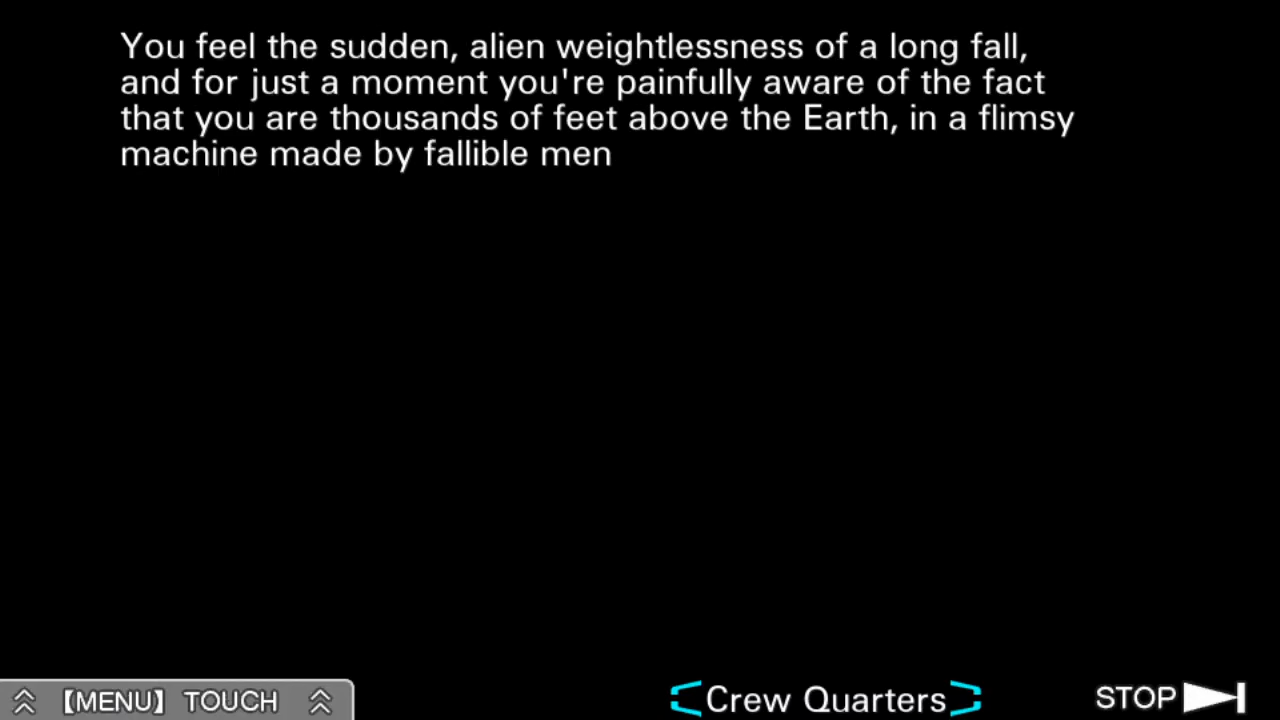 You feel the sudden, alien weightlessness of a long fall,
and for just a moment you're painfully aware of the fact
that you are thousands of feet above the Earth, in a flimsy
machine made by fallible men
【MENU】 TOUCH
Crew Quarters
STOP